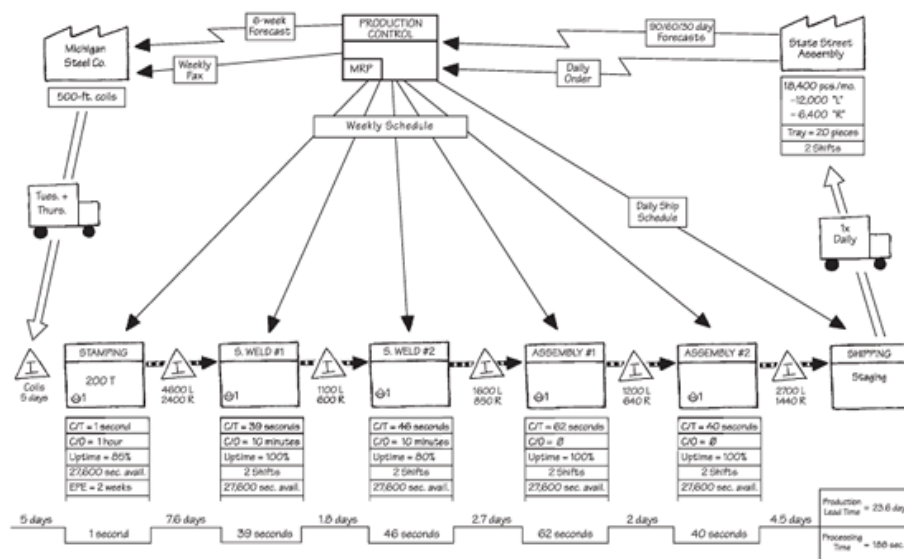 6-week
Forecast
PRODUCTION
CONTROL
MRP
90/60/30 day
Forecasts
Daily
Order
Michigan
Steel Co.
Weekly
Fax
State Street
Assembly
500-ft. coils
18,400 pcs./mo.
-12,000 "L"
-6,400 "R"
Tray = 20 pieces
2 Shifts
Weekly Schedule
Tues. +
Thurs.
Daily Ship
Schedule
1x
Daily
I
Coils
5 days
STAMPING
200 T
1
I
4600 L
2400 R
S. WELD #1
1
I
1100 L
600 R
S. WELD #2
1
I
1600 L
850 R
ASSEMBLY #1
1
I
1200 L
640 R
ASSEMBLY #2
1
I
2700 L
1440 R
SHIPPING
Staging
C/T = 1 second
C/O = 1 hour
Uptime = 85%
27,600 sec. avail.
EPE = 2 weeks
C/T = 39 seconds
C/O = 10 minutes
Uptime = 100%
2 Shifts
27,600 sec. avail.
C/T = 46 seconds
C/O = 10 minutes
Uptime = 80%
2 Shifts
27,600 sec. avail.
C/T = 62 seconds
C/O = Ø
Uptime = 100%
2 Shifts
27,600 sec. avail.
C/T = 40 seconds
C/O = Ø
Uptime = 100%
2 Shifts
27,600 sec. avail.
5 days
1 second
7.6 days
39 seconds
1.8 days
46 seconds
2.7 days
62 seconds
2 days
40 seconds
4.5 days
Production
Lead Time = 23.6 day
Processing
Time = 188 sec.